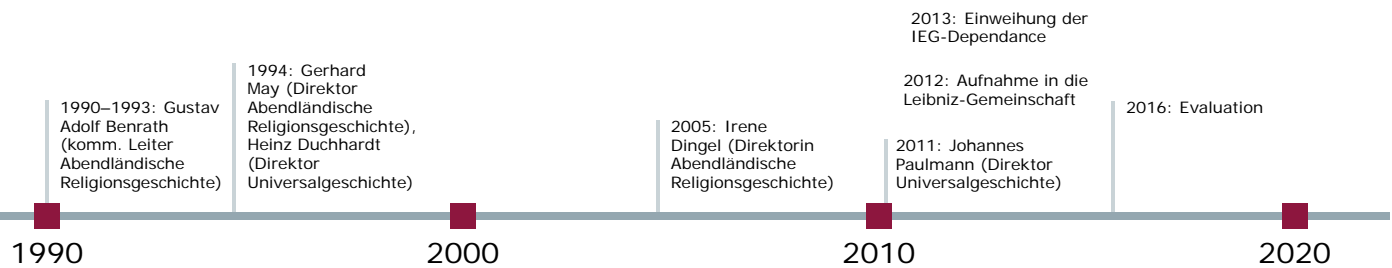 1990–1993: Gustav
Adolf Benrath
(komm. Leiter
Abendländische
Religionsgeschichte)
1994: Gerhard
May (Direktor
Abendländische
Religionsgeschichte),
Heinz Duchhardt
(Direktor
Universalgeschichte)
2005: Irene
Dingel (Direktorin
Abendländische
Religionsgeschichte)
2013: Einweihung der
IEG-Dependance
2012: Aufnahme in die
Leibniz-Gemeinschaft
2011: Johannes
Paulmann (Direktor
Universalgeschichte)
2016: Evaluation
1990
2000
2010
2020